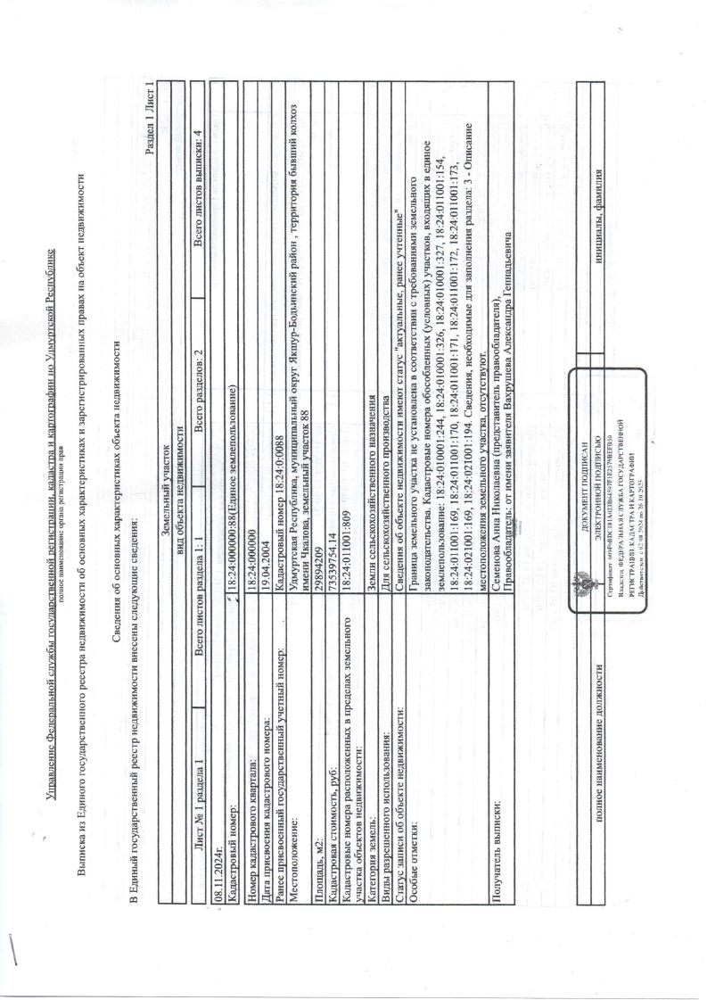 Управление Федеральной службы государственной регистрации, кадастра и картографии по Удмуртской Республике
полное наименование органа регистрации прав
Выписка из Единого государственного реестра недвижимости об основных характеристиках и зарегистрированных правах на объект недвижимости
Сведения об основных характеристиках объекта недвижимости
В Единый государственный реестр недвижимости внесены следующие сведения:
Раздел 1 Лист 1
Земельный участок
вид объекта недвижимости
Лист № 1 раздела 1 Всего листов раздела 1: 1 Всего разделов: 2 Всего листов выписки: 4
08.11.2024г.
Кадастровый номер: 18:24:000000:88(Единое землепользование)
Номер кадастрового квартала: 18:24:000000
Дата присвоения кадастрового номера: 19.04.2004
Ранее присвоенный государственный учетный номер: Кадастровый номер 18:24:0:0088
Местоположение: Удмуртская Республика, муниципальный округ Якшур-Бодьинский район , территория бывший колхоз
имени Чкалова, земельный участок 88
Площадь, м2: 29894209
Кадастровая стоимость, руб: 73539754.14
Кадастровые номера расположенных в пределах земельного 18:24:011001:809
участка объектов недвижимости:
Категория земель: Земли сельскохозяйственного назначения
Виды разрешенного использования: Для сельскохозяйственного производства
Статус записи об объекте недвижимости: Сведения об объекте недвижимости имеют статус "актуальные, ранее учтенные"
Особые отметки: Граница земельного участка не установлена в соответствии с требованиями земельного
законодательства. Кадастровые номера обособленных (условных) участков, входящих в единое
землепользование: 18:24:010001:244, 18:24:010001:326, 18:24:010001:327, 18:24:011001:154,
18:24:011001:169, 18:24:011001:170, 18:24:011001:171, 18:24:011001:172, 18:24:011001:173,
18:24:021001:169, 18:24:021001:194. Сведения, необходимые для заполнения раздела: 3 - Описание
местоположения земельного участка, отсутствуют.
Получатель выписки: Семенова Анна Николаевна (представитель правообладателя),
Правообладатель: от имени заявителя Вахрушева Александра Геннадьевича
полное наименование должности инициалы, фамилия
ДОКУМЕНТ ПОДПИСАН
ЭЛЕКТРОННОЙ ПОДПИСЬЮ
Сертификат:
Владелец: ФЕДЕРАЛЬНАЯ СЛУЖБА ГОСУДАРСТВЕННОЙ
РЕГИСТРАЦИИ, КАДАСТРА И КАРТОГРАФИИ
Действителен: с 02.08.2024 по 26.10.2025